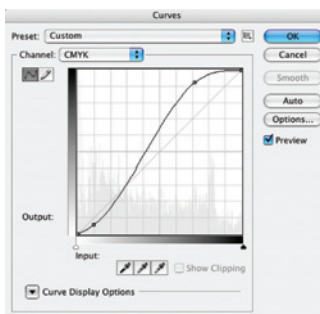 Curves
Preset: Custom
OK
Channel: CMYK
Cancel
Smooth
Auto
Options...
Preview
Output:
Input:
Show Clipping
Curve Display Options